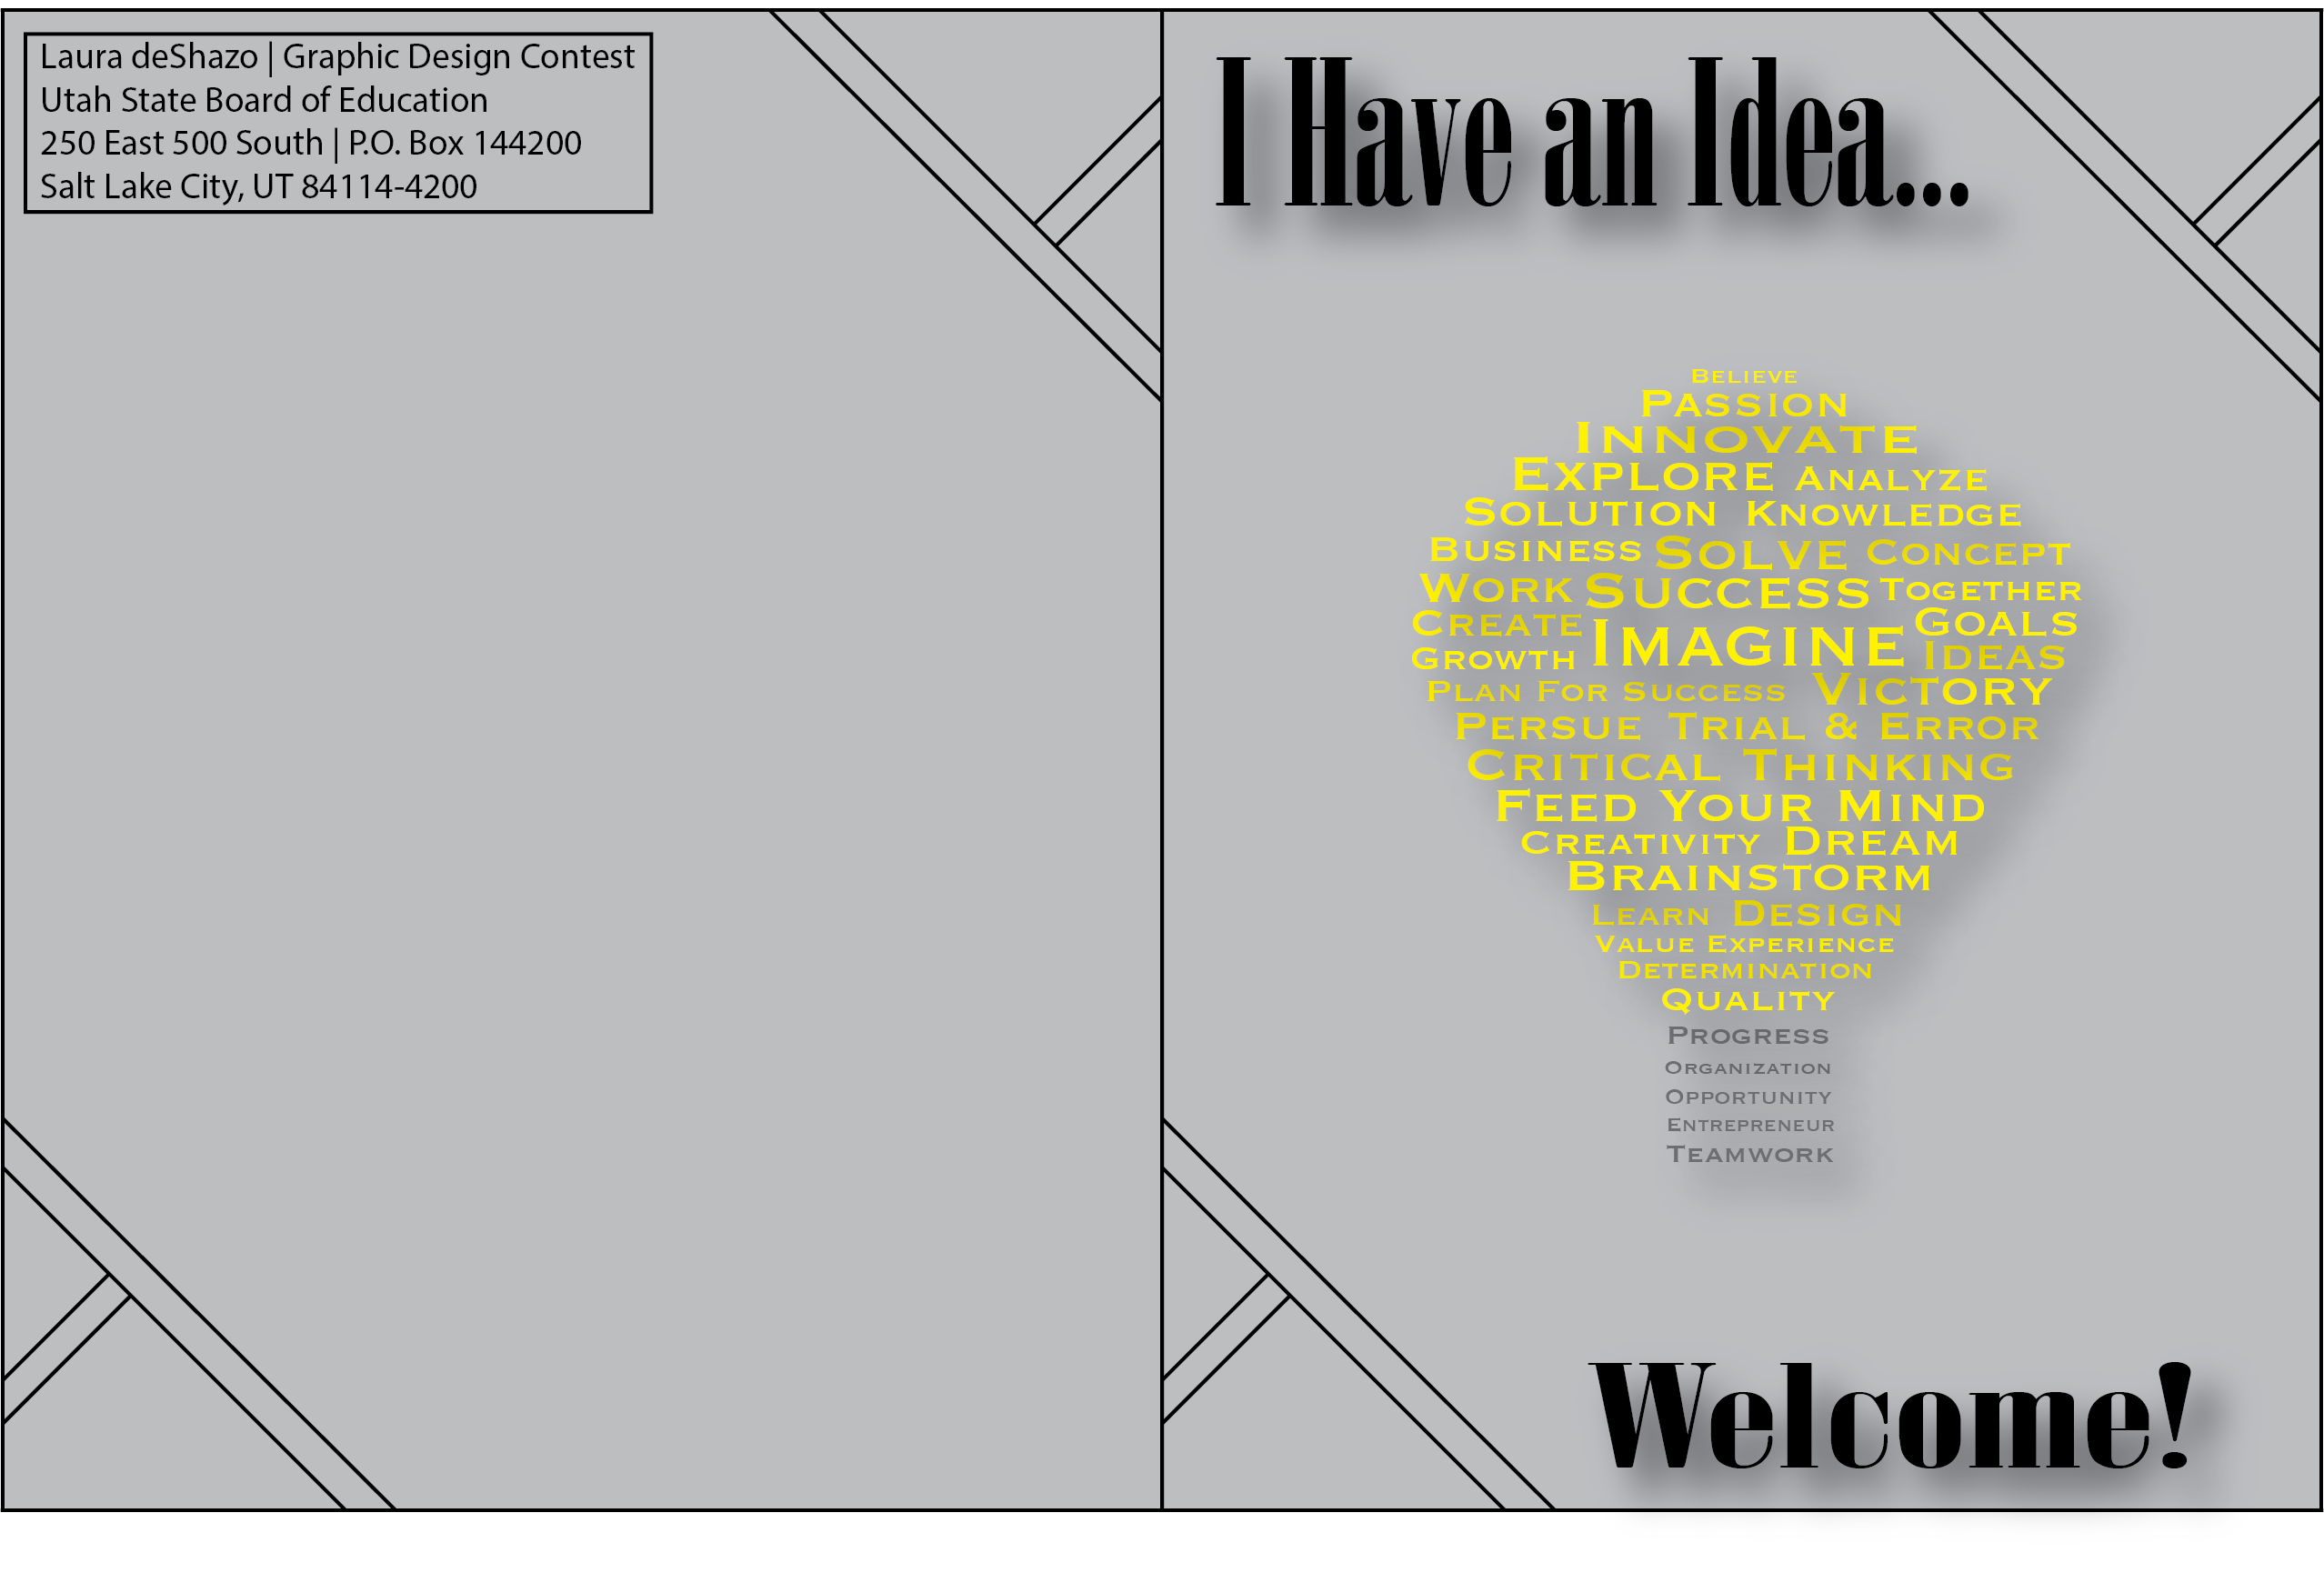 Laura deShazo | Graphic Design Contest
Utah State Board of Education
250 East 500 South | P.O. Box 144200
Salt Lake City, UT 84114-4200
I Have an Idea...
Believe
Passion
Innovate
Explore Analyze
Solution Knowledge
Business Solve Concept
Work Success Together
Create Imagine Goals
Growth Ideas
Plan For Success Victory
Persue Trial & Error
Critical Thinking
Feed Your Mind
Creativity Dream
Brainstorm
Learn Design
Value Experience
Determination
Quality
Progress
Organization
Opportunity
Entrepreneur
Teamwork
Welcome!